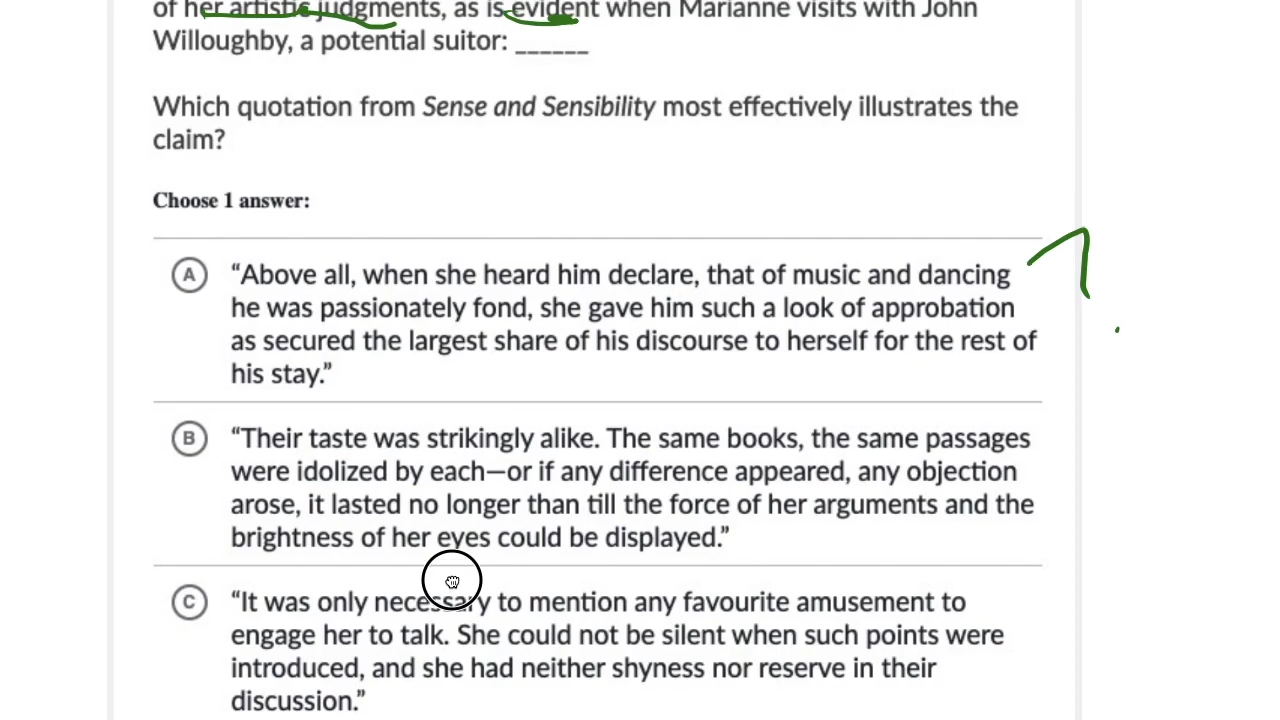 of her artistic judgments, as is evident when Marianne visits with John
Willoughby, a potential suitor: ______
Which quotation from Sense and Sensibility most effectively illustrates the
claim?
Choose 1 answer:
A
“Above all, when she heard him declare, that of music and dancing
he was passionately fond, she gave him such a look of approbation
as secured the largest share of his discourse to herself for the rest of
his stay.”
B
“Their taste was strikingly alike. The same books, the same passages
were idolized by each—or if any difference appeared, any objection
arose, it lasted no longer than till the force of her arguments and the
brightness of her eyes could be displayed.”
C
“It was only necessary to mention any favourite amusement to
engage her to talk. She could not be silent when such points were
introduced, and she had neither shyness nor reserve in their
discussion.”